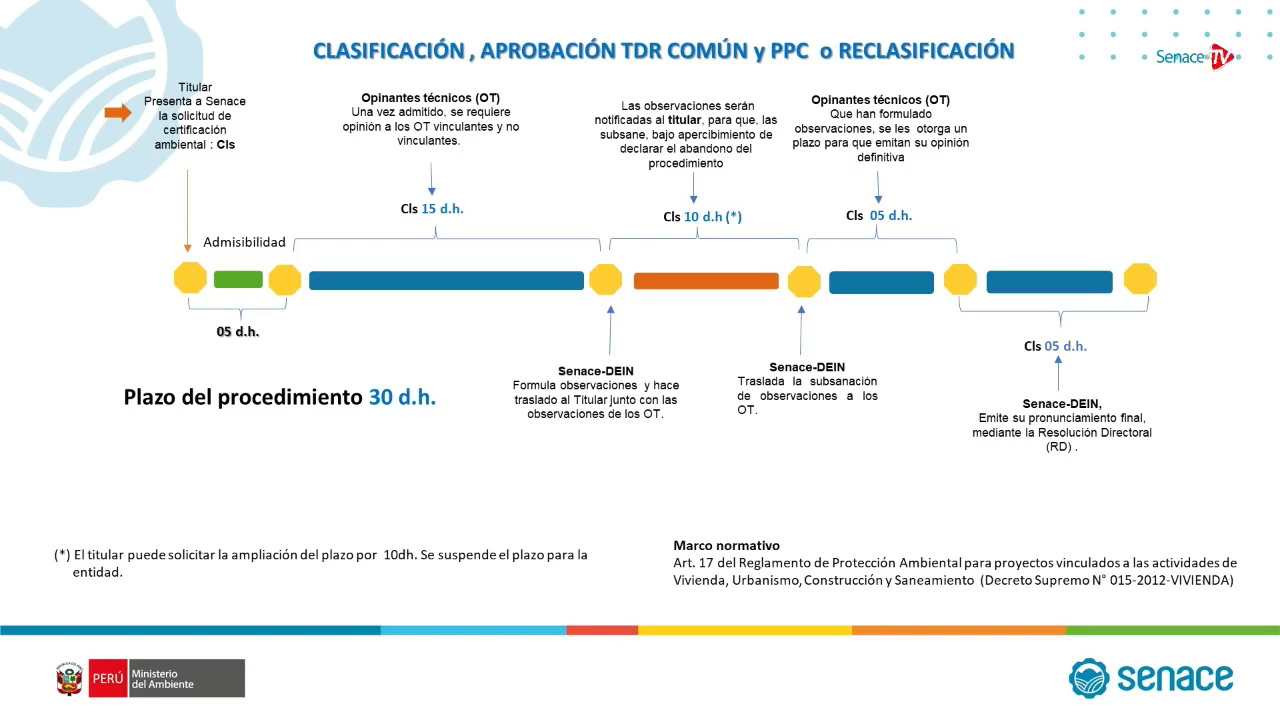 CLASIFICACIÓN , APROBACIÓN TDR COMÚN y PPC o RECLASIFICACIÓN
Senace TV
Titular
Presenta a Senace
la solicitud de
certificación
ambiental : Cls
Opinantes técnicos (OT)
Una vez admitido, se requiere
opinión a los OT vinculantes y no
vinculantes.
Las observaciones serán
notificadas al titular, para que, las
subsane, bajo apercibimiento de
declarar el abandono del
procedimiento
Opinantes técnicos (OT)
Que han formulado
observaciones, se les otorga un
plazo para que emitan su opinión
definitiva
Cls 15 d.h.
Cls 10 d.h (*)
Cls 05 d.h.
Admisibilidad
05 d.h.
Cls 05 d.h.
Senace-DEIN
Formula observaciones y hace
traslado al Titular junto con las
observaciones de los OT.
Senace-DEIN
Traslada la subsanación
de observaciones a los
OT.
Senace-DEIN,
Emite su pronunciamiento final,
mediante la Resolución Directoral
(RD) .
Plazo del procedimiento 30 d.h.
(*) El titular puede solicitar la ampliación del plazo por 10dh. Se suspende el plazo para la
entidad.
Marco normativo
Art. 17 del Reglamento de Protección Ambiental para proyectos vinculados a las actividades de
Vivienda, Urbanismo, Construcción y Saneamiento (Decreto Supremo N° 015-2012-VIVIENDA)
PERÚ
Ministerio
del Ambiente
senace